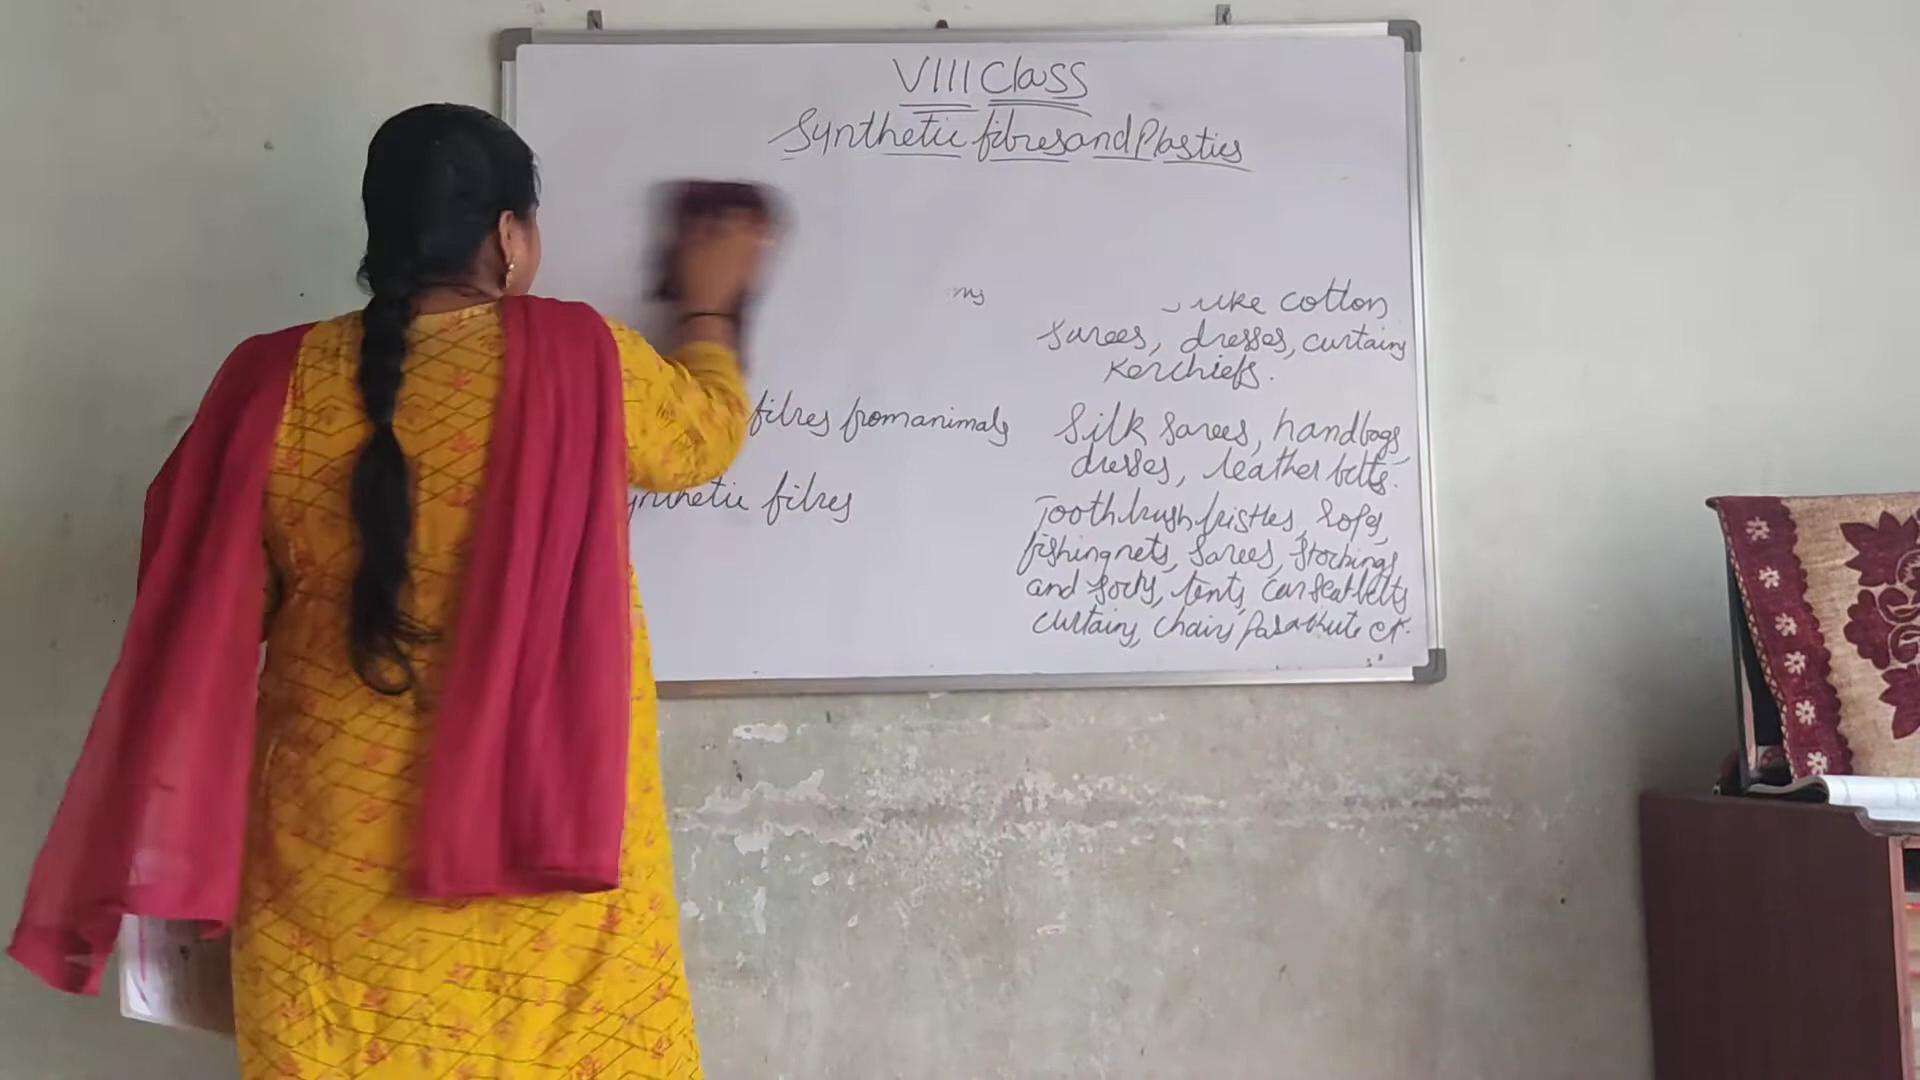 VIII Class
Synthetic fibres and Plastics
like cotton
Sarees, dresses, curtains
Kerchiefs.
fibres from animals
Silk Sarees, handbags,
dresses, leather belts.
ynthetic fibres
Toothbrush bristles, Rops,
fishing nets, Sarees, Stockings
and Socks, tents, car seat belts
curtains, chairs Parachute etc.